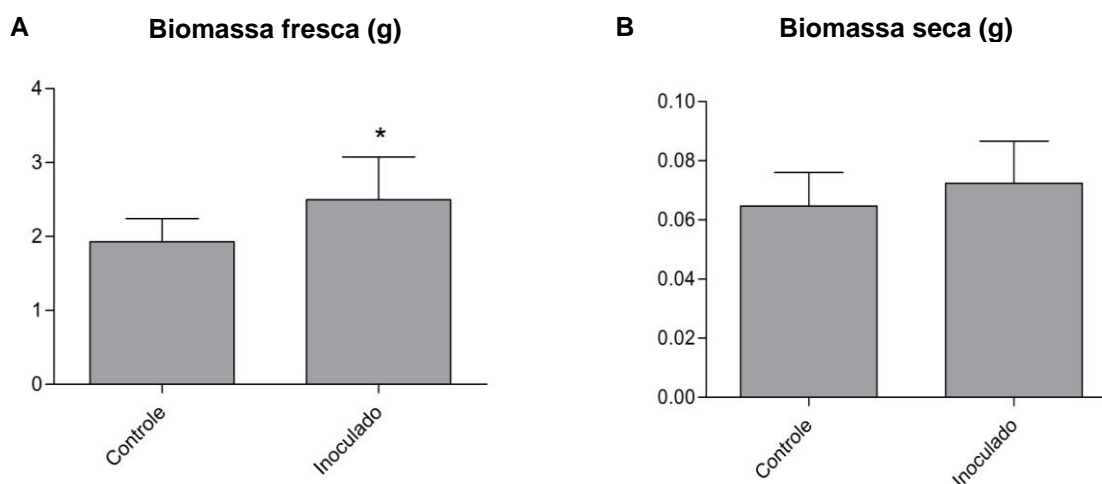 A
Biomassa fresca (g)
4
3
2
1
0
*
Controle
Inoculado
B
Biomassa seca (g)
0.10
0.08
0.06
0.04
0.02
0.00
Controle
Inoculado